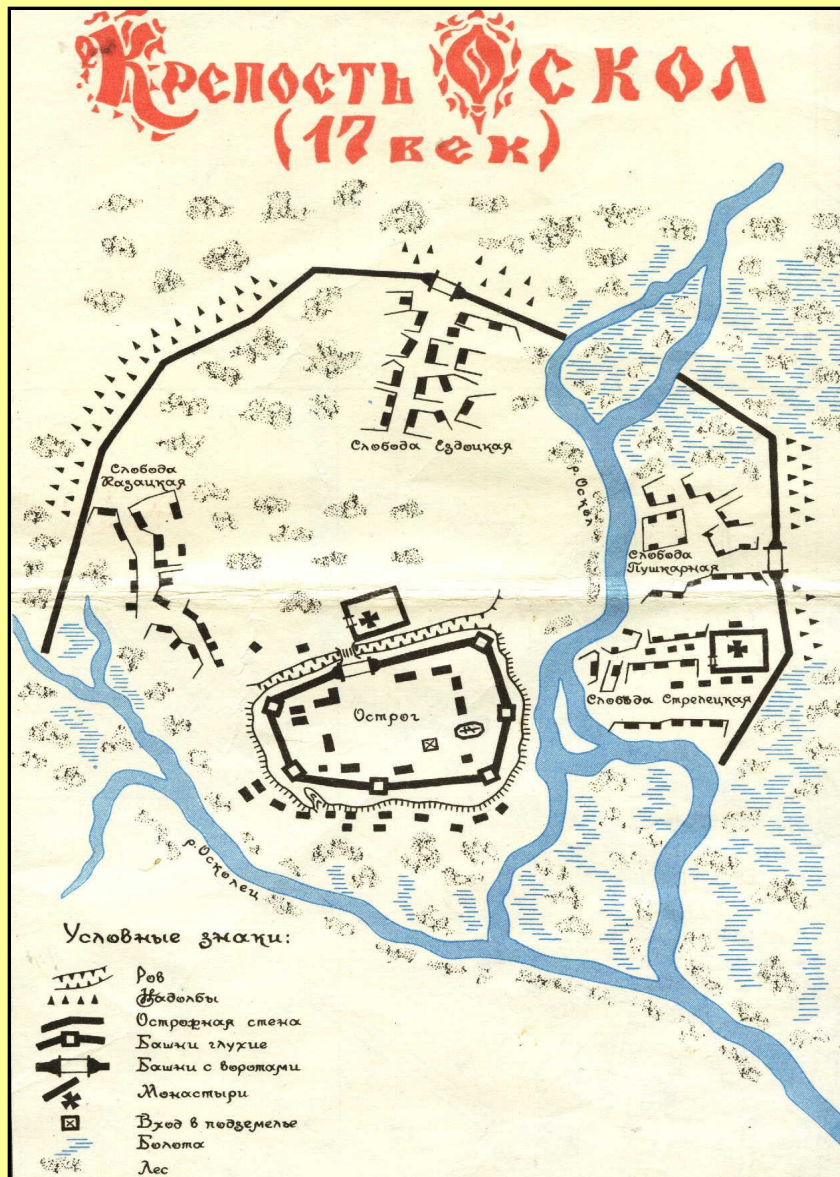 Крепость Оскол
(17 век)
Слобода Ездоцкая
Слобода
Казацкая
р. Оскол
Слобода
Пушкарная
Острог
Слобода Стрелецкая
р. Осколец
Условные знаки:
Ров
Надолбы
Острожная стена
Башни глухие
Башни с воротами
Монастыри
Вход в подземелье
Болота
Лес